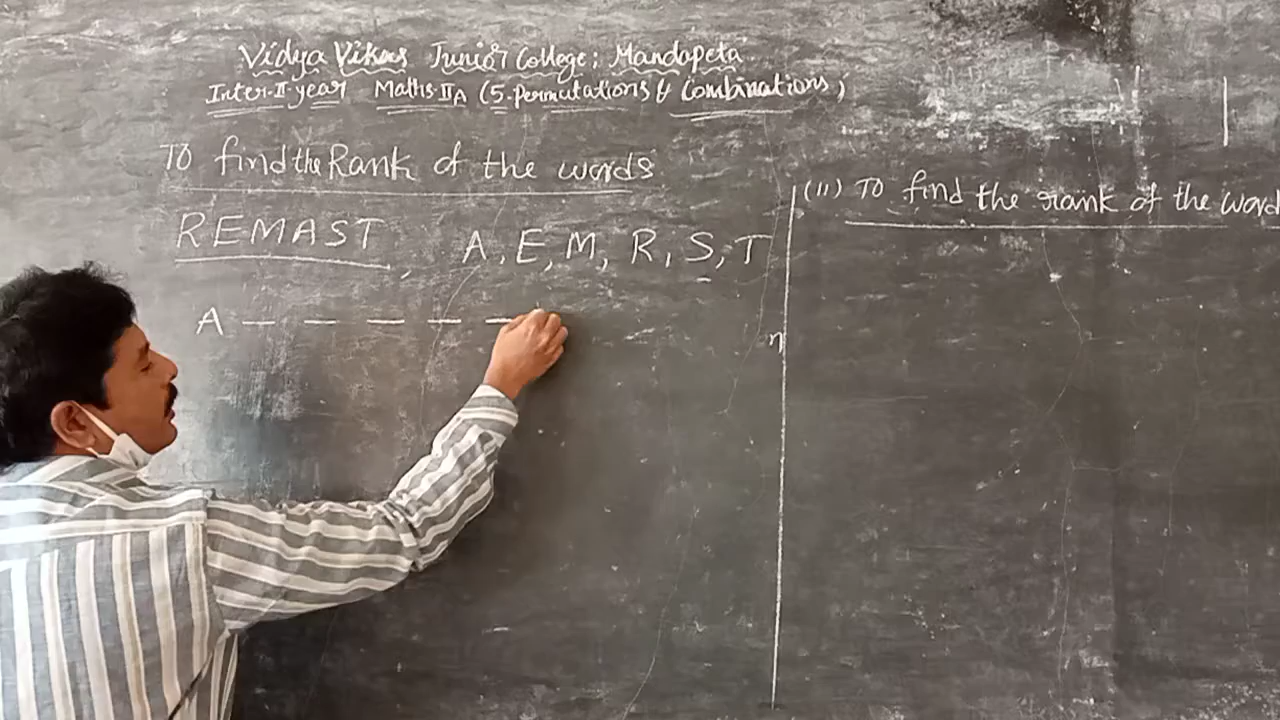 Vidya Vikas Junior College; Mandapeta
Inter-II-year Maths-IIA (5. Permutations & Combinations)
To find the Rank of the words
REMAST, A, E, M, R, S, T
A _ _ _ _ _
(11) To find the rank of the word
n